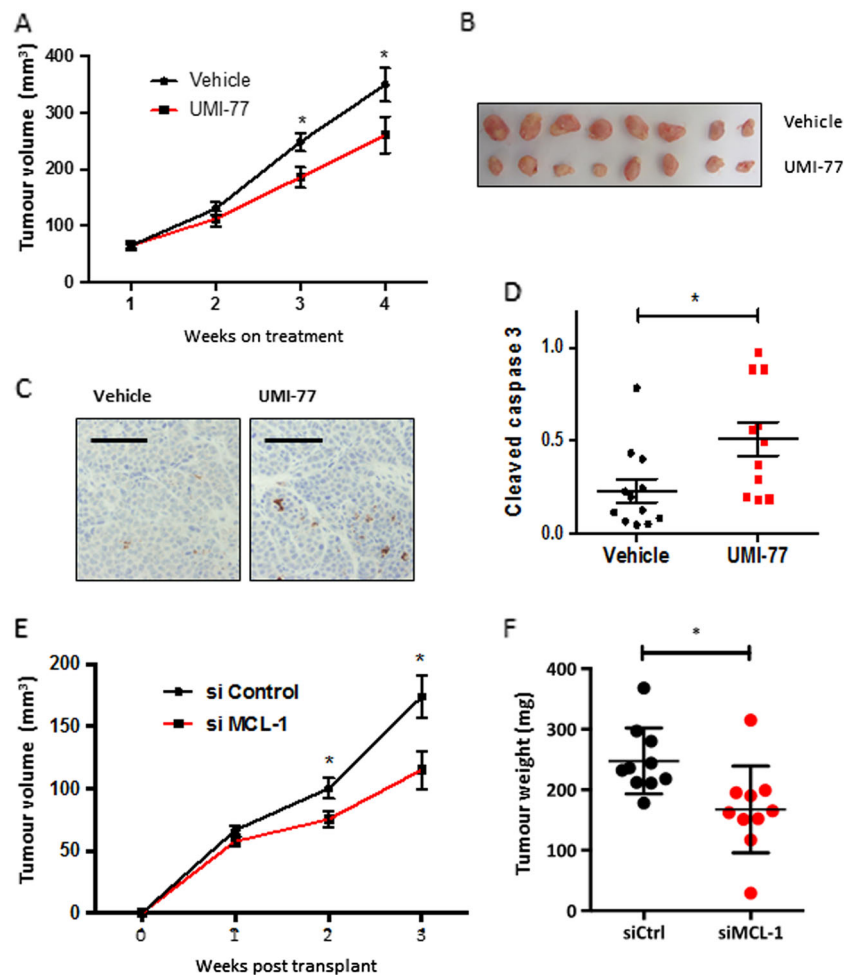 A
Tumour volume (mm³)
400
300
200
100
0
Vehicle
UMI-77
*
*
1 2 3 4
Weeks on treatment
B
Vehicle
UMI-77
C
Vehicle UMI-77
D
*
Cleaved caspase 3
1.0
0.5
0.0
Vehicle UMI-77
E
Tumour volume (mm³)
200
150
100
50
0
si Control
si MCL-1
*
*
0 1 2 3
Weeks post transplant
F
*
Tumour weight (mg)
400
300
200
100
0
siCtrl siMCL-1